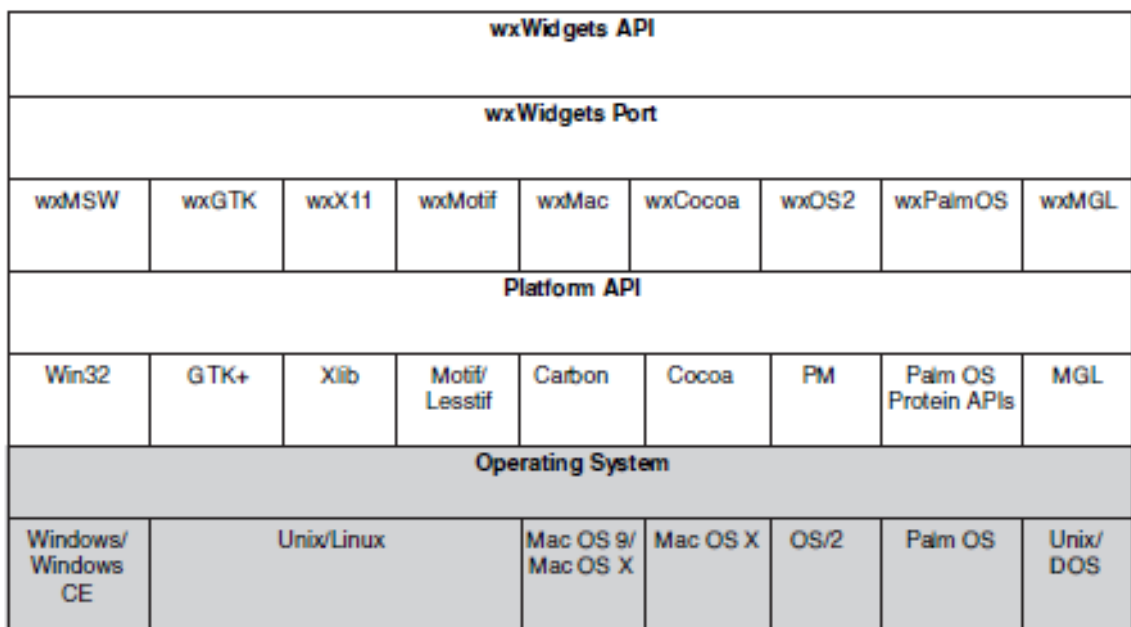 wxWidgets API
wxWidgets Port
wxMSW wxGTK wxX11 wxMotif wxMac wxCocoa wxOS2 wxPalmOS wxMGL
Platform API
Win32 GTK+ Xlib Motif/ Carbon Cocoa PM Palm OS MGL
Lesstif Protein APIs
Operating System
Windows/ Unix/Linux Mac OS 9/ Mac OS X OS/2 Palm OS Unix/
Windows Mac OS X DOS
CE